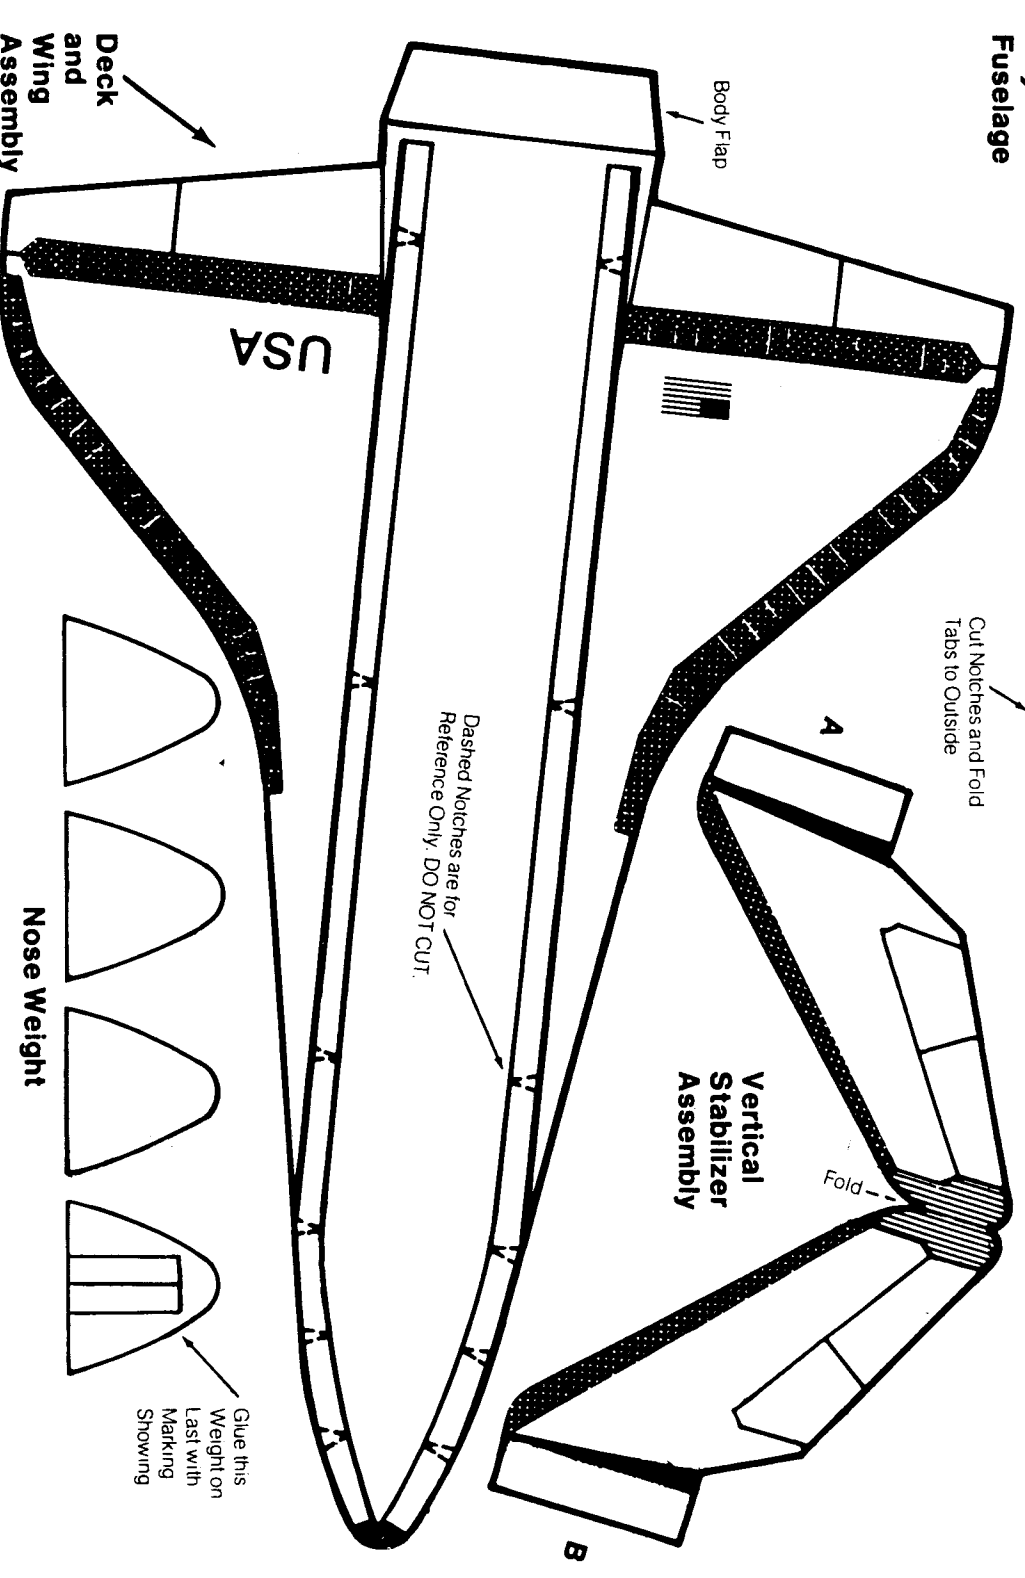 Fuselage
Deck
and
Wing
Assembly
Body Flap
USA
Cut Notches and Fold
Tabs to Outside
A
Dashed Notches are for
Reference Only. DO NOT CUT.
Vertical
Stabilizer
Assembly
Fold
B
Nose Weight
Glue this
Weight on
Last with
Marking
Showing